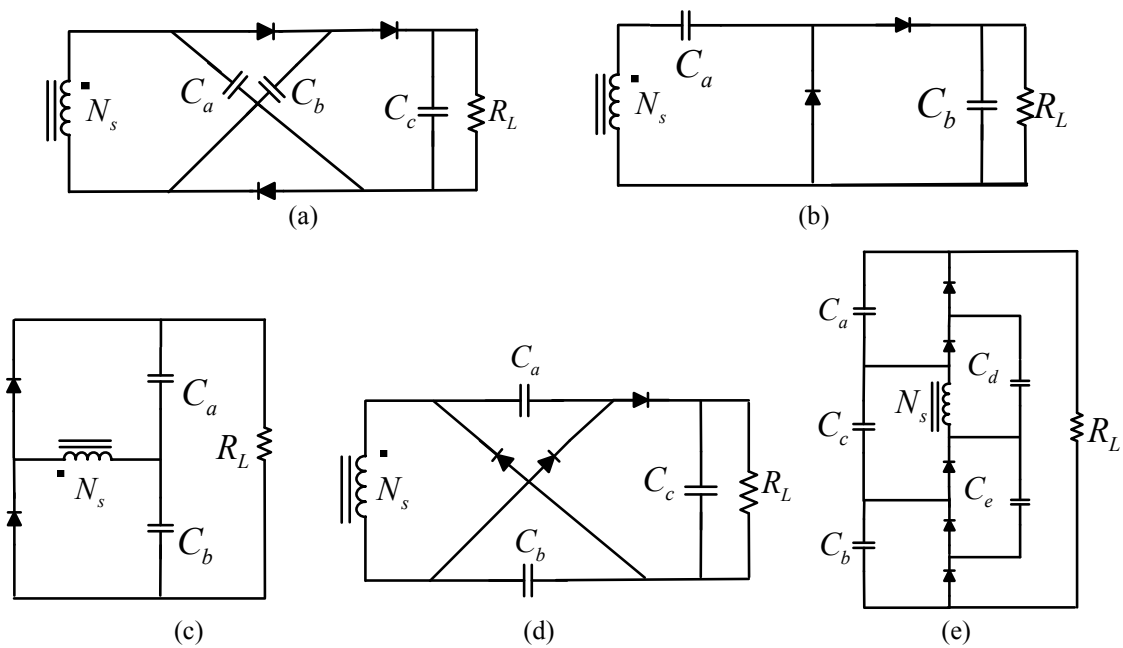 C_a
C_b
N_s
C_c
R_L
(a)
C_a
N_s
C_b
R_L
(b)
C_a
R_L
N_s
C_b
(c)
C_a
N_s
C_c
R_L
C_b
(d)
C_a
C_d
N_s
C_c
R_L
C_e
C_b
(e)